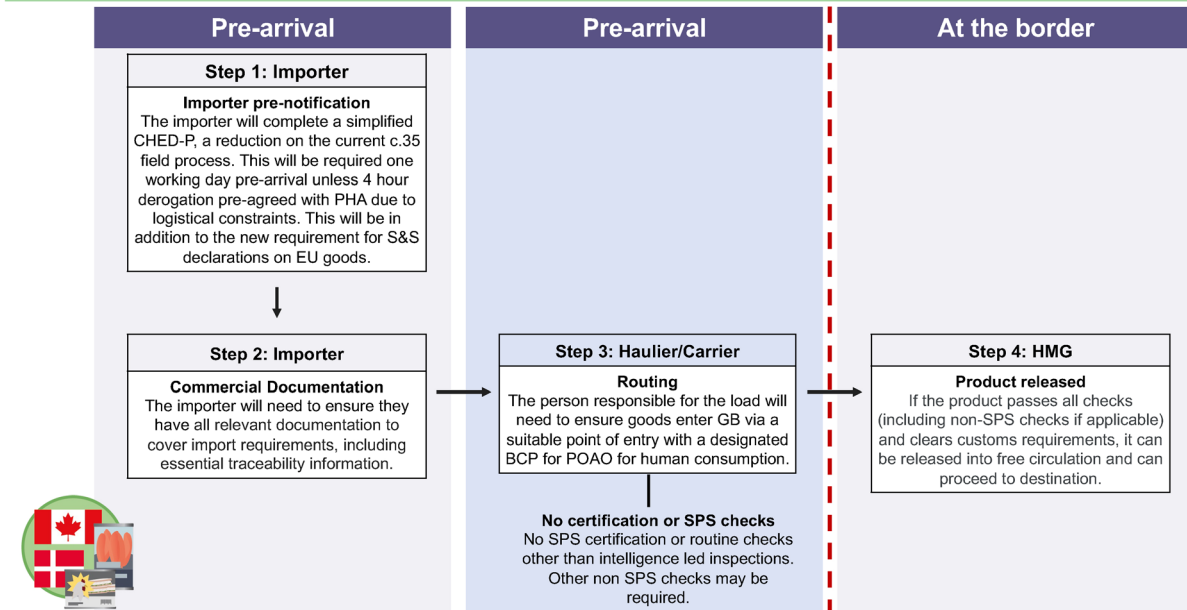 Pre-arrival
Pre-arrival
At the border
Step 1: Importer
Importer pre-notification
The importer will complete a simplified
CHED-P, a reduction on the current c.35
field process. This will be required one
working day pre-arrival unless 4 hour
derogation pre-agreed with PHA due to
logistical constraints. This will be in
addition to the new requirement for S&S
declarations on EU goods.
Step 2: Importer
Commercial Documentation
The importer will need to ensure they
have all relevant documentation to
cover import requirements, including
essential traceability information.
Step 3: Haulier/Carrier
Routing
The person responsible for the load will
need to ensure goods enter GB via a
suitable point of entry with a designated
BCP for POAO for human consumption.
No certification or SPS checks
No SPS certification or routine checks
other than intelligence led inspections.
Other non SPS checks may be
required.
Step 4: HMG
Product released
If the product passes all checks
(including non-SPS checks if applicable)
and clears customs requirements, it can
be released into free circulation and can
proceed to destination.